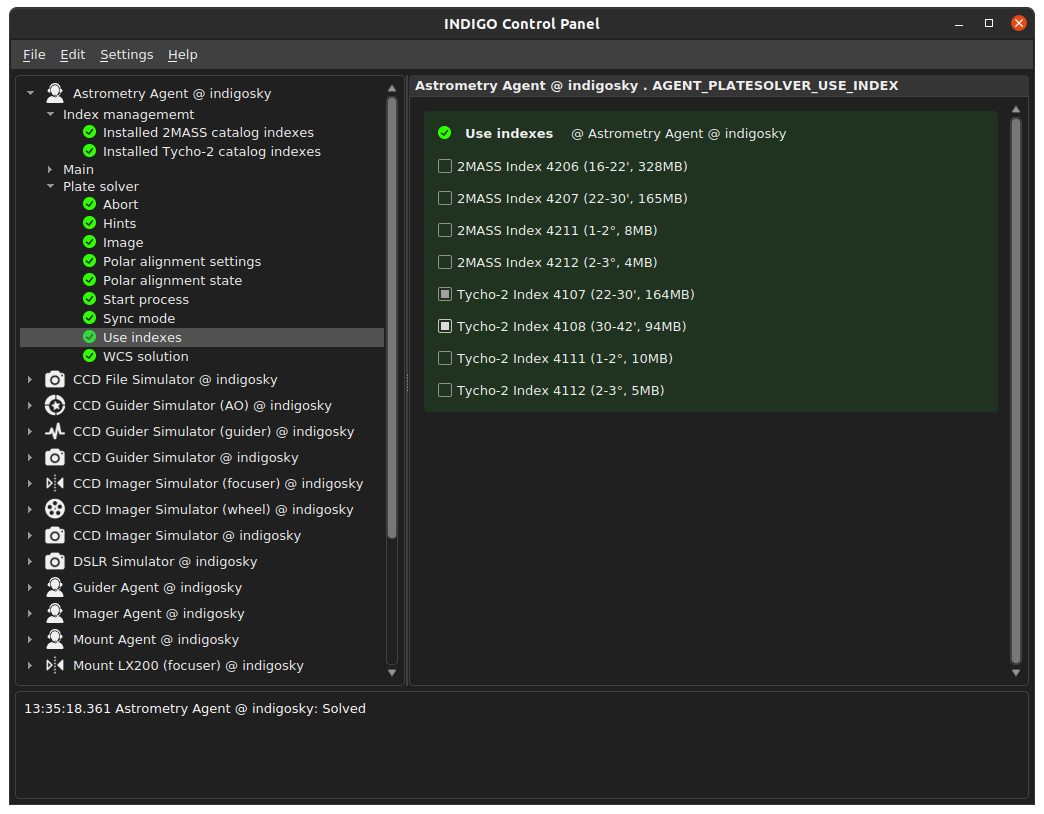 INDIGO Control Panel
File Edit Settings Help
Astrometry Agent @ indigosky
Index managememt
Installed 2MASS catalog indexes
Installed Tycho-2 catalog indexes
Main
Plate solver
Abort
Hints
Image
Polar alignment settings
Polar alignment state
Start process
Sync mode
Use indexes
WCS solution
CCD File Simulator @ indigosky
CCD Guider Simulator (AO) @ indigosky
CCD Guider Simulator (guider) @ indigosky
CCD Guider Simulator @ indigosky
CCD Imager Simulator (focuser) @ indigosky
CCD Imager Simulator (wheel) @ indigosky
CCD Imager Simulator @ indigosky
DSLR Simulator @ indigosky
Guider Agent @ indigosky
Imager Agent @ indigosky
Mount Agent @ indigosky
Mount LX200 (focuser) @ indigosky
Astrometry Agent @ indigosky . AGENT_PLATESOLVER_USE_INDEX
Use indexes @ Astrometry Agent @ indigosky
2MASS Index 4206 (16-22', 328MB)
2MASS Index 4207 (22-30', 165MB)
2MASS Index 4211 (1-2°, 8MB)
2MASS Index 4212 (2-3°, 4MB)
Tycho-2 Index 4107 (22-30', 164MB)
Tycho-2 Index 4108 (30-42', 94MB)
Tycho-2 Index 4111 (1-2°, 10MB)
Tycho-2 Index 4112 (2-3°, 5MB)
13:35:18.361 Astrometry Agent @ indigosky: Solved